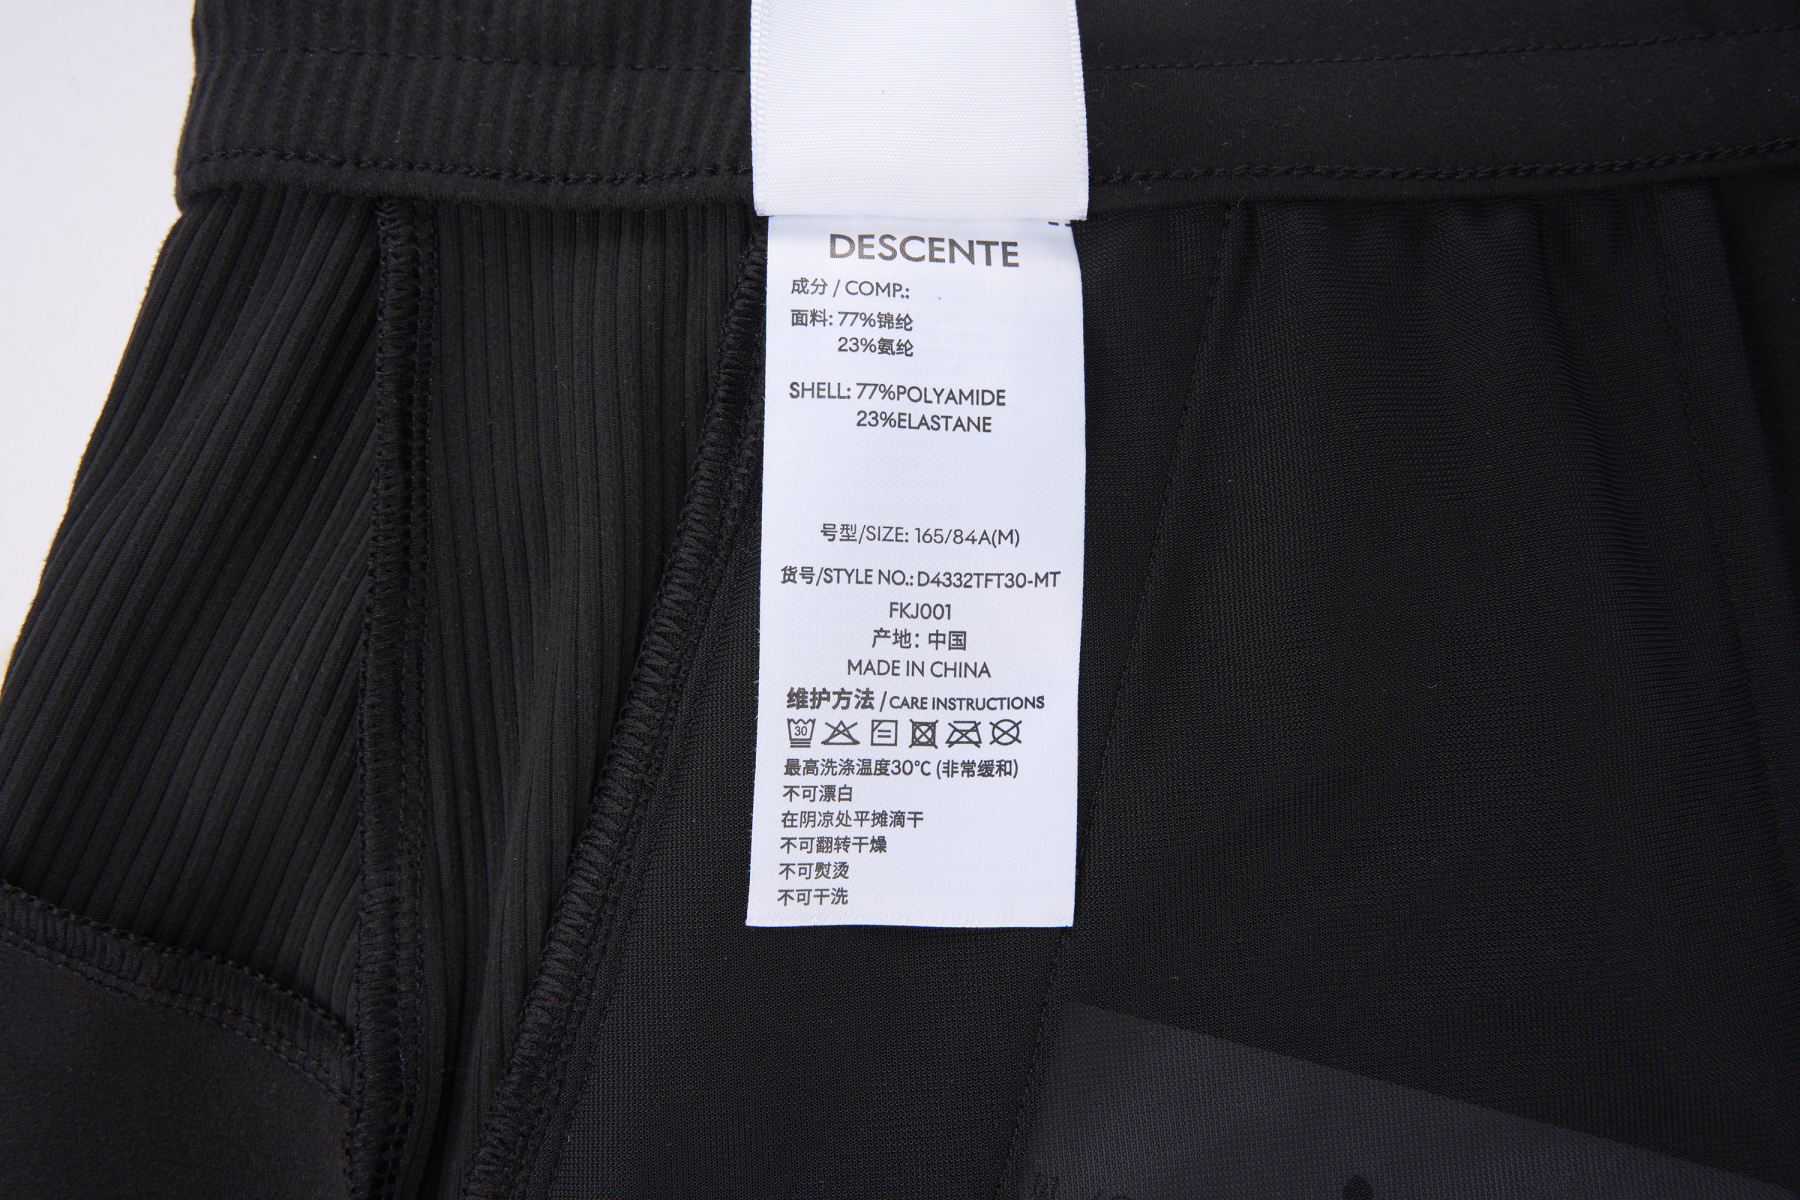 DESCENTE
成分 / COMP.:
面料: 77%锦纶
23%氨纶
SHELL: 77%POLYAMIDE
23%ELASTANE
号型/SIZE: 165/84A(M)
货号/STYLE NO.: D4332TFT30-MT
FKJ001
产地: 中国
MADE IN CHINA
维护方法 / CARE INSTRUCTIONS
30
最高洗涤温度30℃ (非常缓和)
不可漂白
在阴凉处平摊滴干
不可翻转干燥
不可熨烫
不可干洗